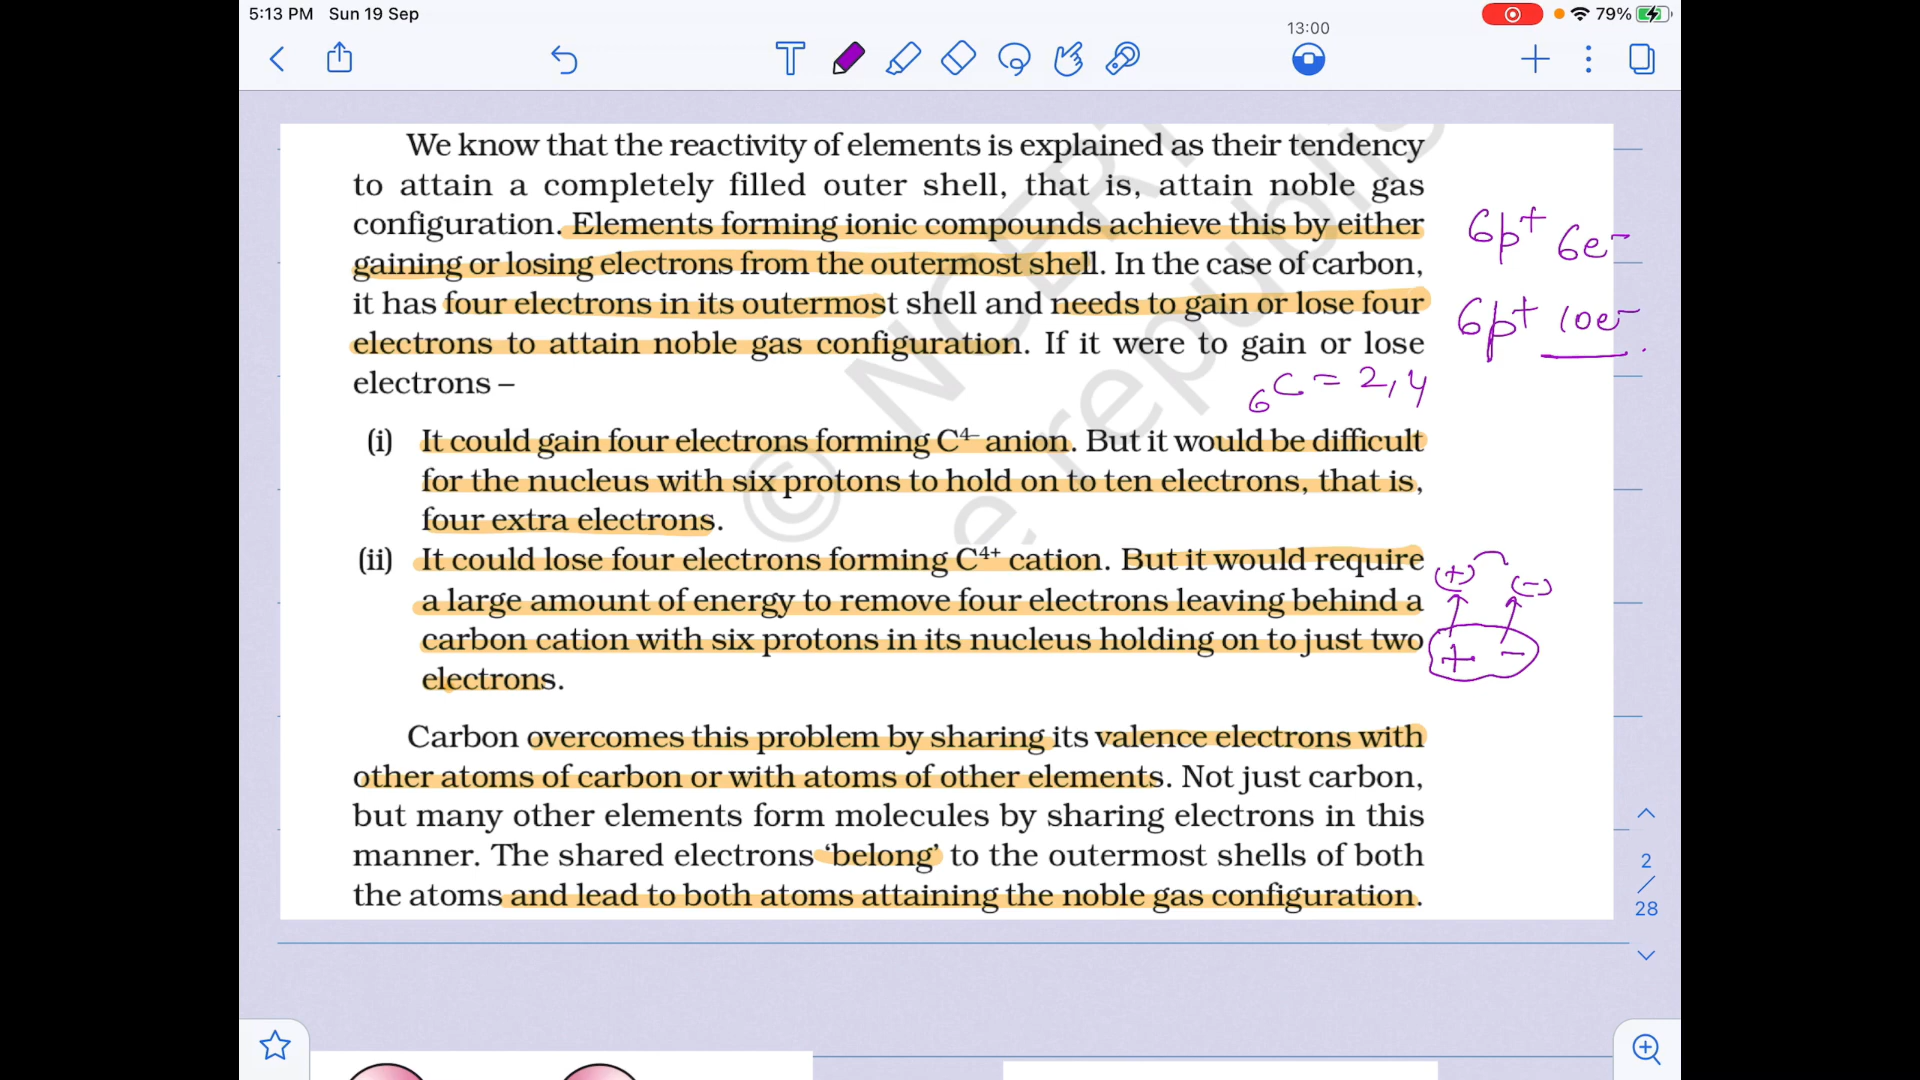 5:13 PM Sun 19 Sep
79%
13:00
We know that the reactivity of elements is explained as their tendency
to attain a completely filled outer shell, that is, attain noble gas
configuration. Elements forming ionic compounds achieve this by either
gaining or losing electrons from the outermost shell. In the case of carbon,
it has four electrons in its outermost shell and needs to gain or lose four
electrons to attain noble gas configuration. If it were to gain or lose
electrons –
6p+ 6e-
6p+ 10e-
6C = 2,4
(i) It could gain four electrons forming C⁴⁻ anion. But it would be difficult
for the nucleus with six protons to hold on to ten electrons, that is,
four extra electrons.
(ii) It could lose four electrons forming C⁴⁺ cation. But it would require
a large amount of energy to remove four electrons leaving behind a
carbon cation with six protons in its nucleus holding on to just two
electrons.
(+) (-)
+ -
Carbon overcomes this problem by sharing its valence electrons with
other atoms of carbon or with atoms of other elements. Not just carbon,
but many other elements form molecules by sharing electrons in this
manner. The shared electrons ‘belong’ to the outermost shells of both
the atoms and lead to both atoms attaining the noble gas configuration.
© NCERT
e republis
2
/
28